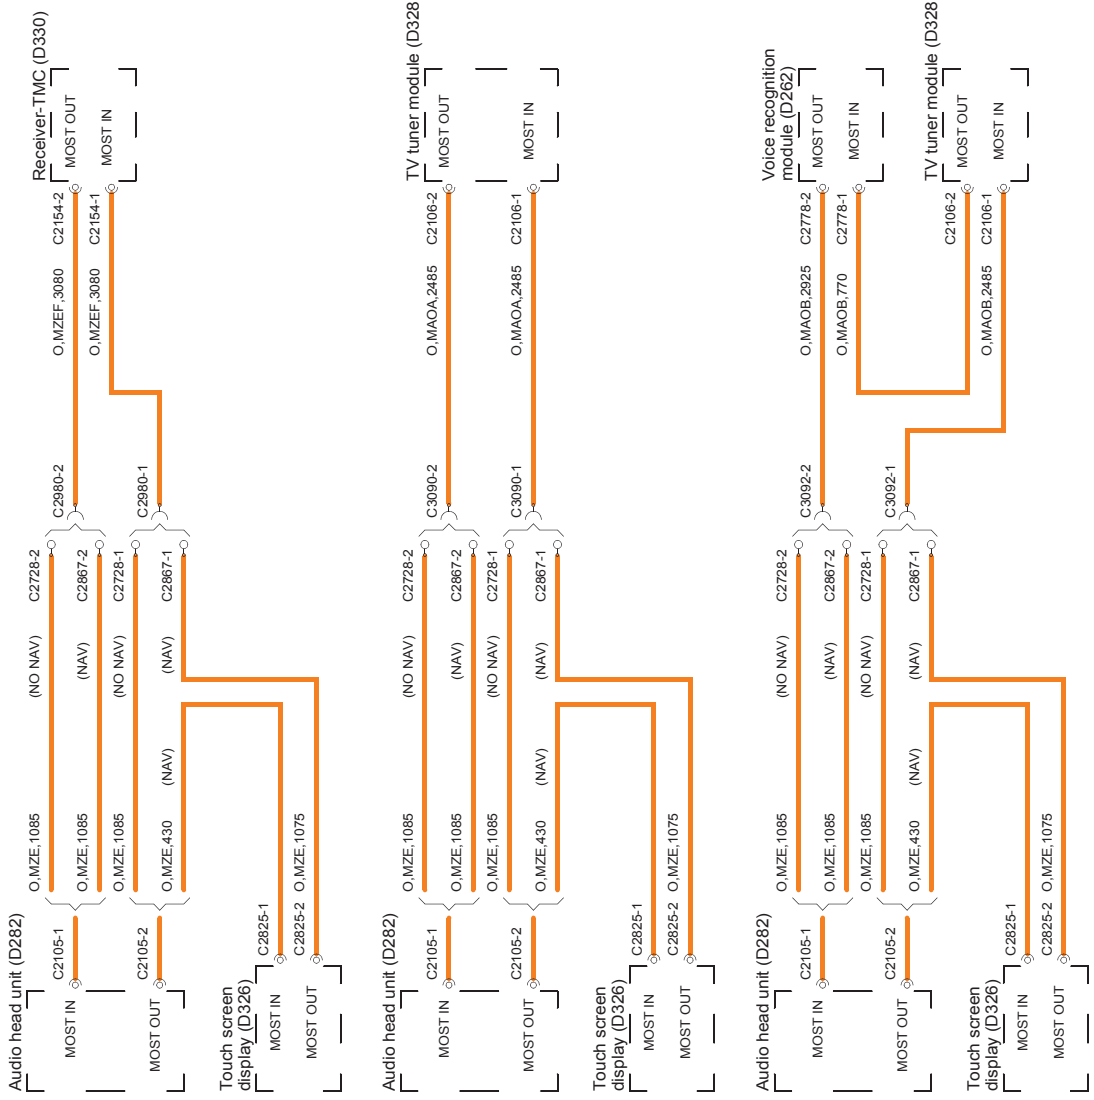 Audio head unit (D282)
MOST IN
MOST OUT
C2105-1
C2105-2
Touch screen
display (D326)
MOST IN
MOST OUT
C2825-1
C2825-2
O,MZE,1085
O,MZE,1085
O,MZE,1085
O,MZE,430
O,MZE,1075
(NAV)
(NO NAV)
(NAV)
(NO NAV)
(NAV)
C2728-2
C2867-2
C2728-1
C2867-1
C2980-2
C2980-1
O,MZEF,3080
O,MZEF,3080
C2154-2
C2154-1
Receiver-TMC (D330)
MOST OUT
MOST IN
Audio head unit (D282)
MOST IN
MOST OUT
C2105-1
C2105-2
Touch screen
display (D326)
MOST IN
MOST OUT
C2825-1
C2825-2
O,MZE,1085
O,MZE,1085
O,MZE,1085
O,MZE,430
O,MZE,1075
(NAV)
(NO NAV)
(NAV)
(NO NAV)
(NAV)
C2728-2
C2867-2
C2728-1
C2867-1
C3090-2
C3090-1
O,MAOA,2485
O,MAOA,2485
C2106-2
C2106-1
TV tuner module (D328
MOST OUT
MOST IN
Audio head unit (D282)
MOST IN
MOST OUT
C2105-1
C2105-2
Touch screen
display (D326)
MOST IN
MOST OUT
C2825-1
C2825-2
O,MZE,1085
O,MZE,1085
O,MZE,1085
O,MZE,430
O,MZE,1075
(NAV)
(NO NAV)
(NAV)
(NO NAV)
(NAV)
C2728-2
C2867-2
C2728-1
C2867-1
C3092-2
C3092-1
O,MAOB,2925
O,MAOB,770
O,MAOB,2485
C2778-2
C2778-1
C2106-2
C2106-1
Voice recognition
module (D262)
MOST OUT
MOST IN
TV tuner module (D328
MOST OUT
MOST IN